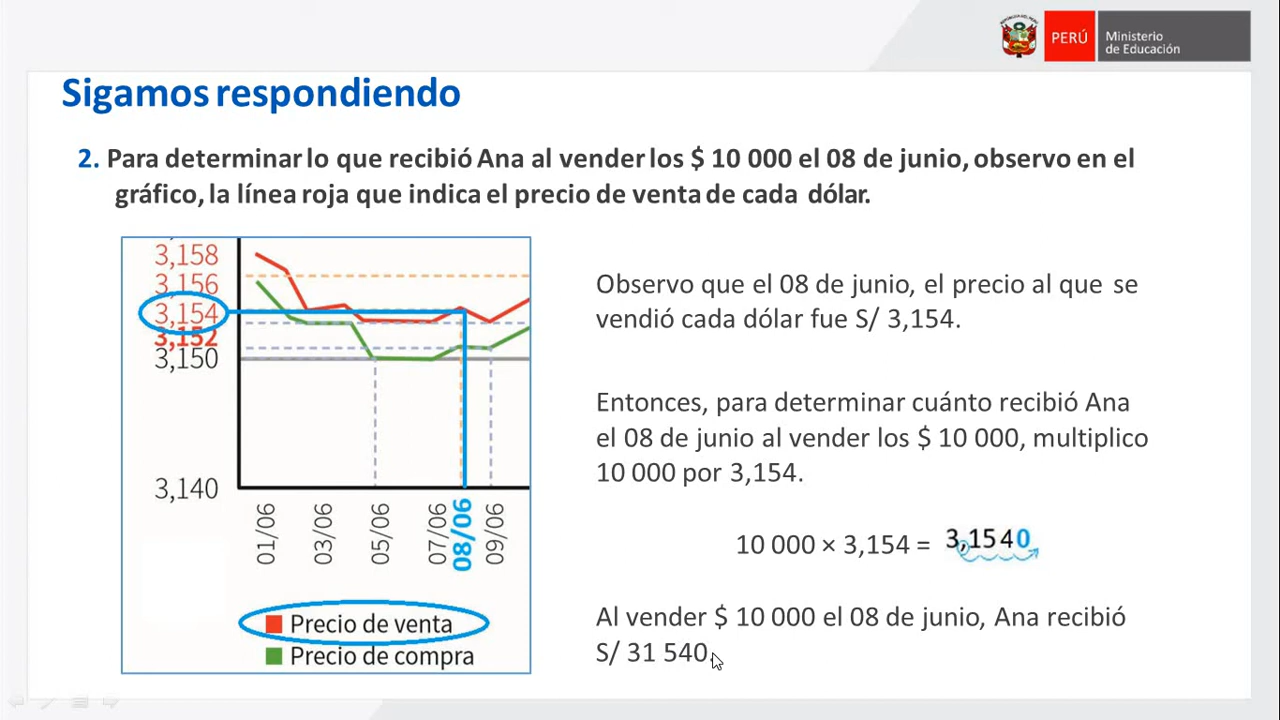 PERÚ
Ministerio
de Educación
Sigamos respondiendo
2. Para determinar lo que recibió Ana al vender los $ 10 000 el 08 de junio, observo en el
gráfico, la línea roja que indica el precio de venta de cada dólar.
3,158
3,156
3,154
3,152
3,150
3,140
01/06
03/06
05/06
07/06
08/06
09/06
Precio de venta
Precio de compra
Observo que el 08 de junio, el precio al que se
vendió cada dólar fue S/ 3,154.
Entonces, para determinar cuánto recibió Ana
el 08 de junio al vender los $ 10 000, multiplico
10 000 por 3,154.
10 000 × 3,154 = 3,1540
Al vender $ 10 000 el 08 de junio, Ana recibió
S/ 31 540.